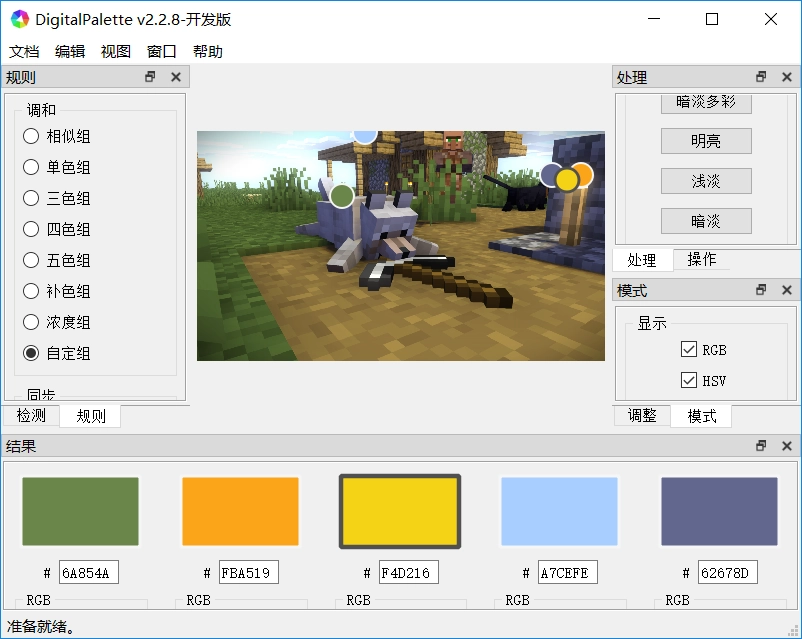 DigitalPalette v2.2.8-开发版
文档 编辑 视图 窗口 帮助
规则
调和
相似组
单色组
三色组
四色组
五色组
补色组
浓度组
自定组
同步
检测 规则
处理
暗淡多彩
明亮
浅淡
暗淡
处理 操作
模式
显示
RGB
HSV
调整 模式
结果
# 6A854A # FBA519 # F4D216 # A7CEFE # 62678D
RGB RGB RGB RGB RGB
准备就绪。